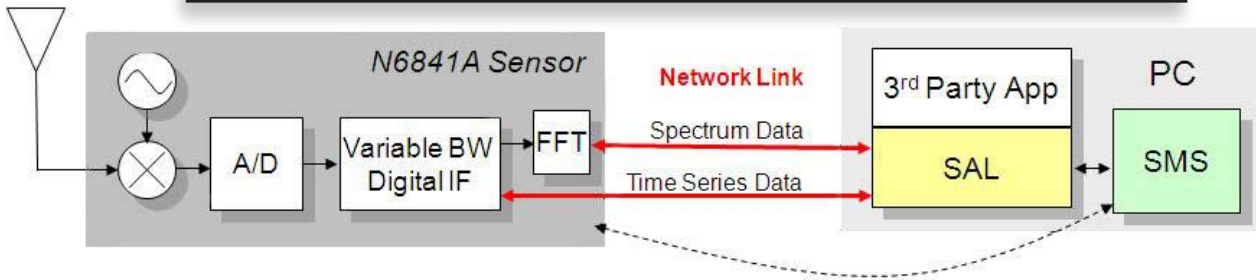 N6841A Sensor
A/D
Variable BW
Digital IF
FFT
Network Link
Spectrum Data
Time Series Data
3rd Party App
SAL
PC
SMS